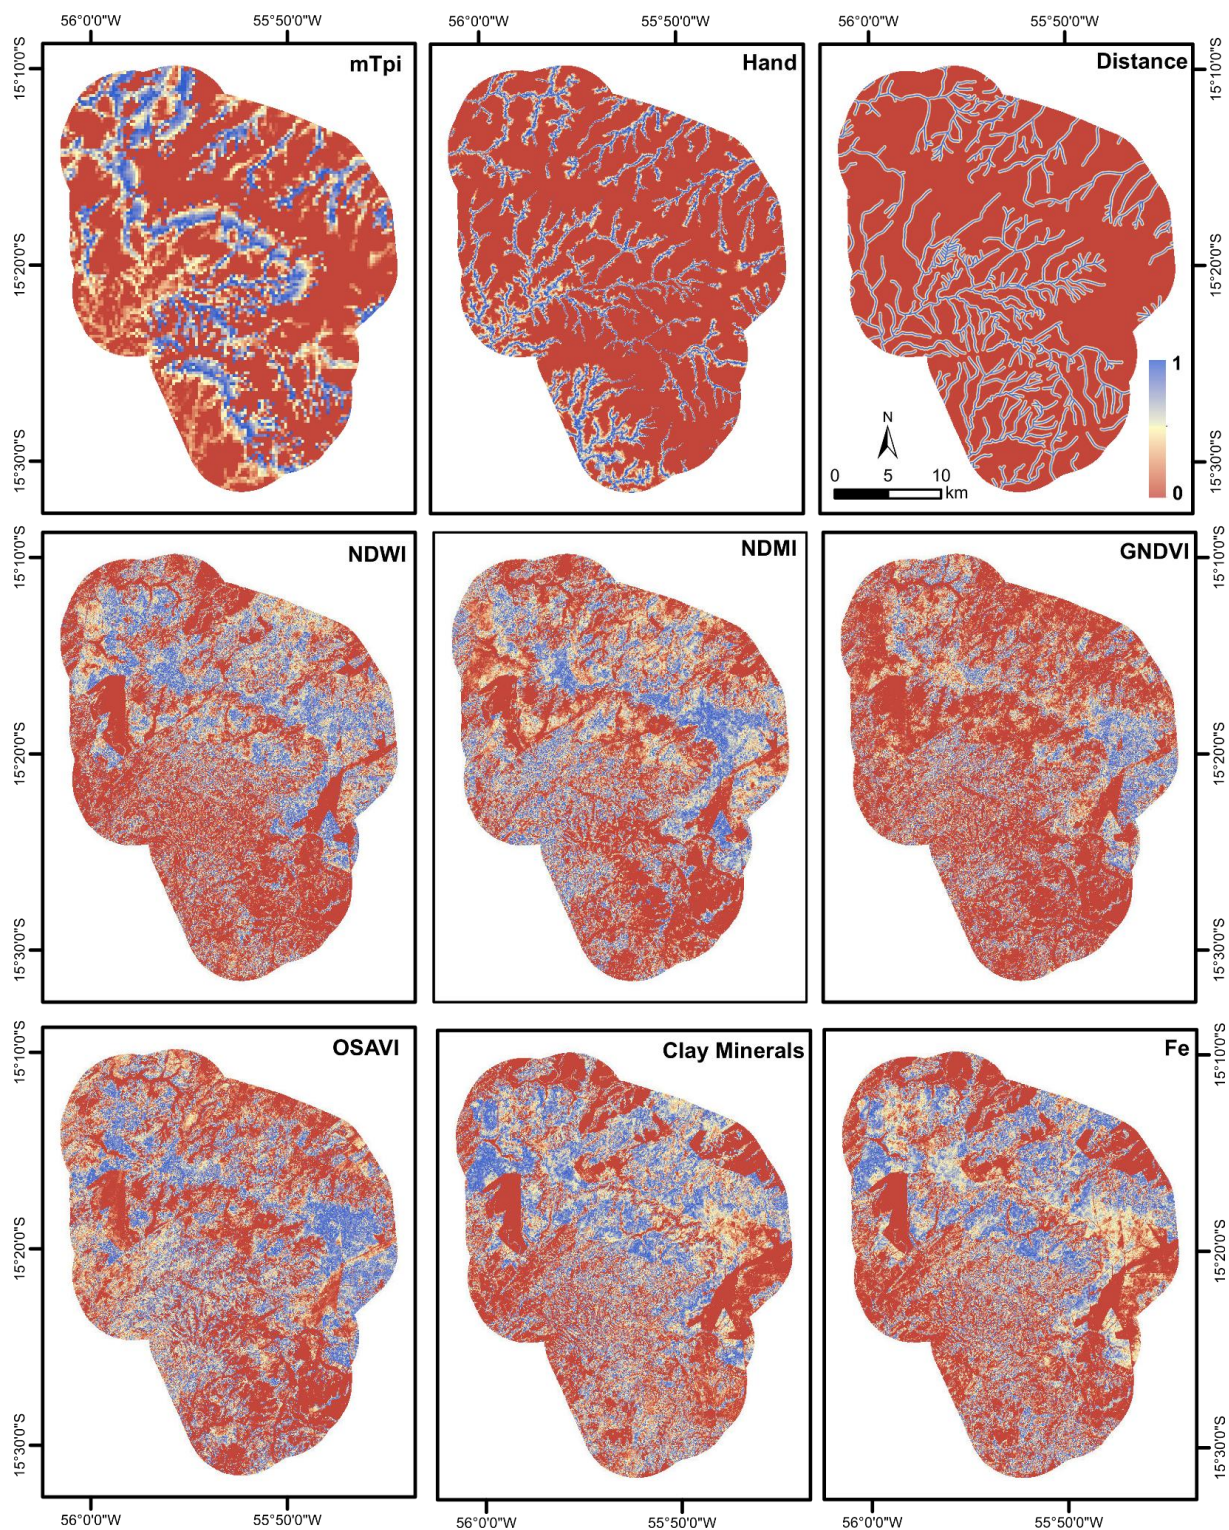 56°0'0"W 55°50'0"W 56°0'0"W 55°50'0"W 56°0'0"W 55°50'0"W
mTpi Hand Distance
15°10'0"S 15°10'0"S
15°20'0"S 15°20'0"S
15°30'0"S 15°30'0"S
1
0
N
0 5 10
km
NDWI NDMI GNDVI
15°10'0"S 15°10'0"S
15°20'0"S 15°20'0"S
15°30'0"S 15°30'0"S
OSAVI Clay Minerals Fe
15°10'0"S 15°10'0"S
15°20'0"S 15°20'0"S
15°30'0"S 15°30'0"S
56°0'0"W 55°50'0"W 56°0'0"W 55°50'0"W 56°0'0"W 55°50'0"W